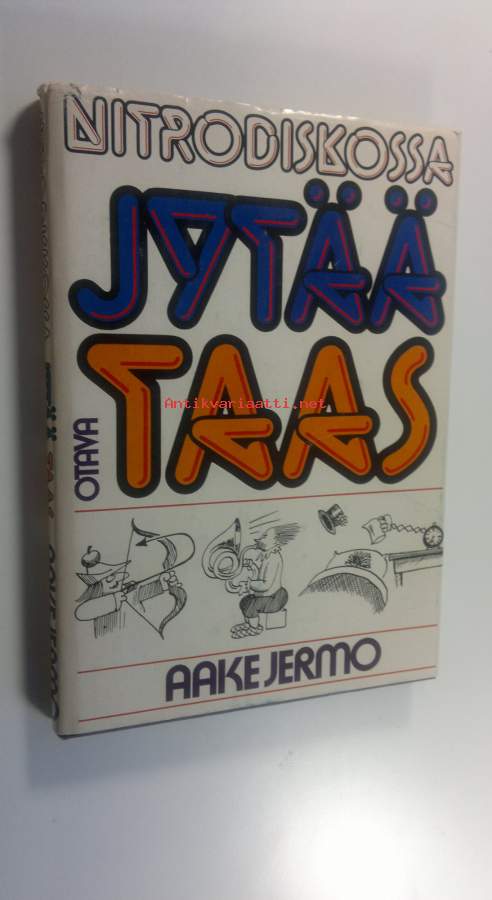 NITRODISKOSSA
JYTÄÄ
TAAS
Antikvariaatti.net
OTAVA
AAKE JERMO